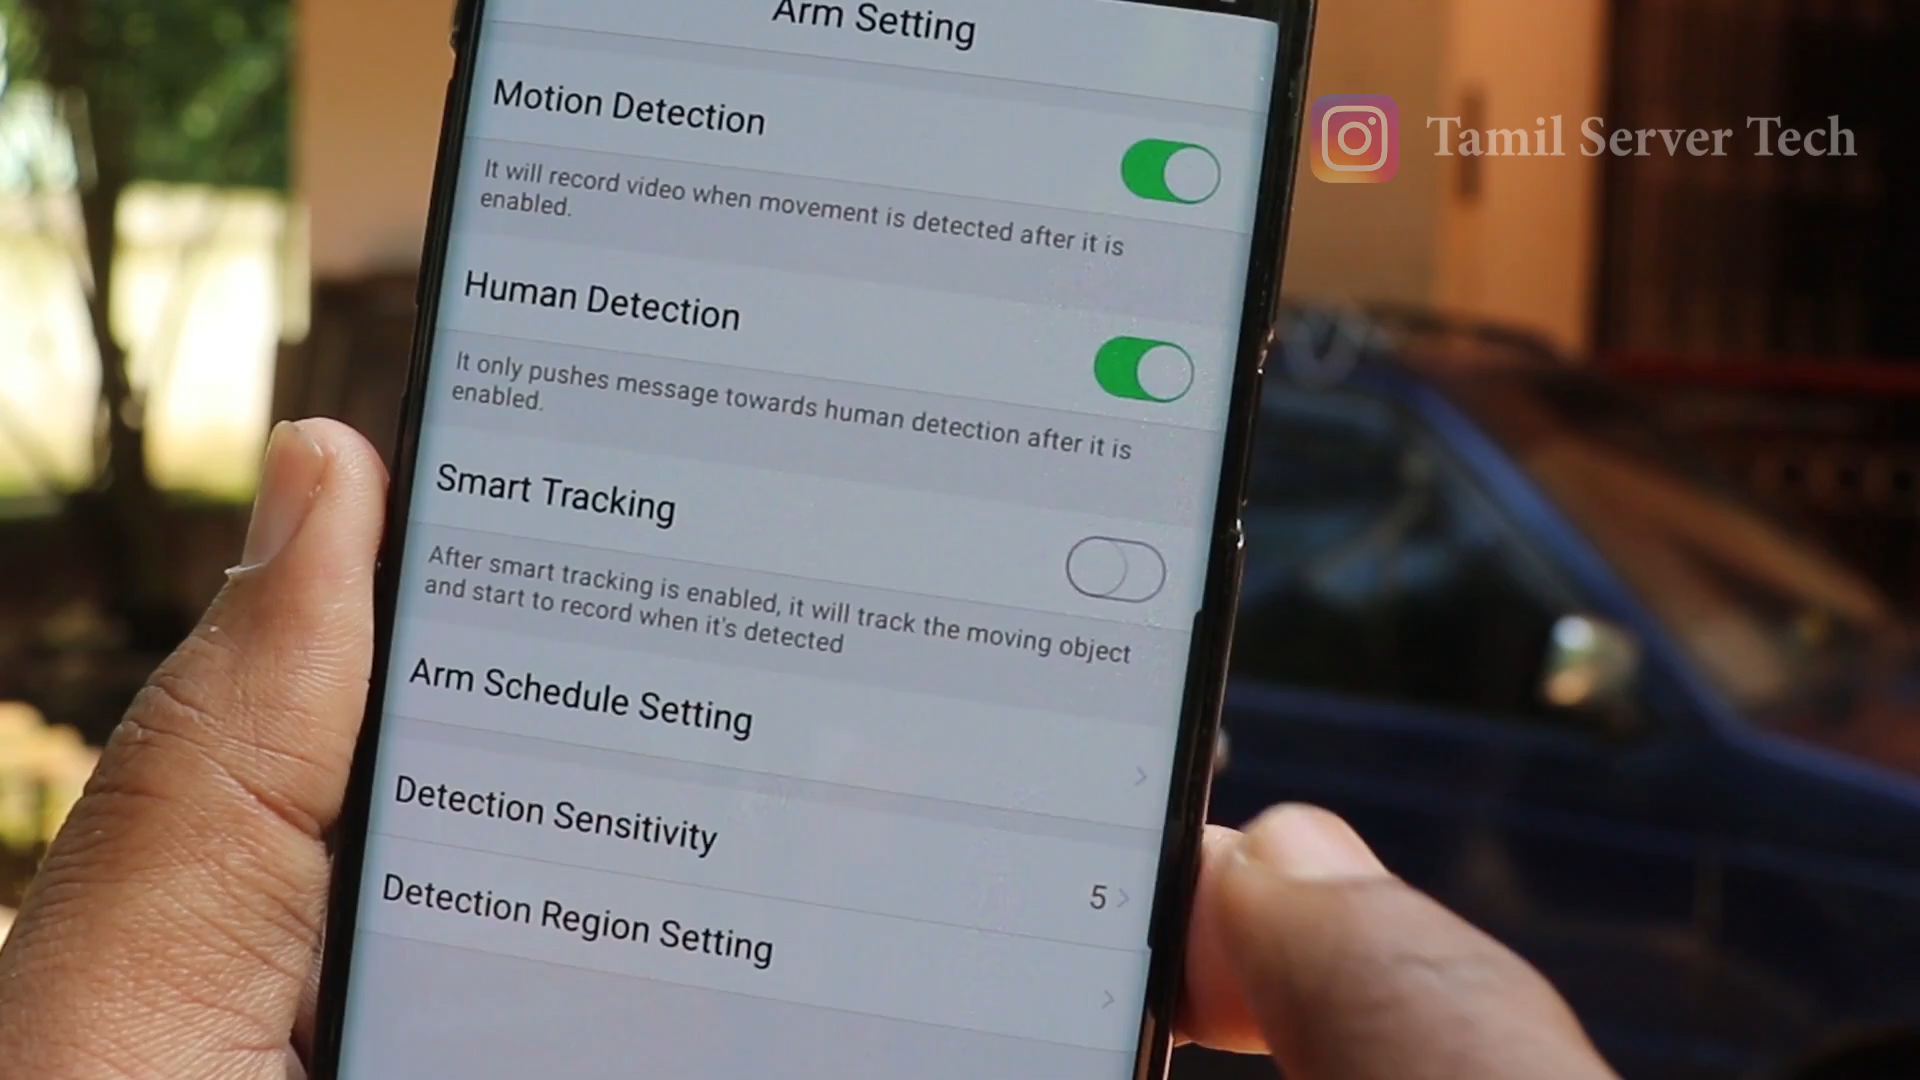 Arm Setting
Tamil Server Tech
Motion Detection
It will record video when movement is detected after it is
enabled.
Human Detection
It only pushes message towards human detection after it is
enabled.
Smart Tracking
After smart tracking is enabled, it will track the moving object
and start to record when it's detected
Arm Schedule Setting
Detection Sensitivity
5
Detection Region Setting